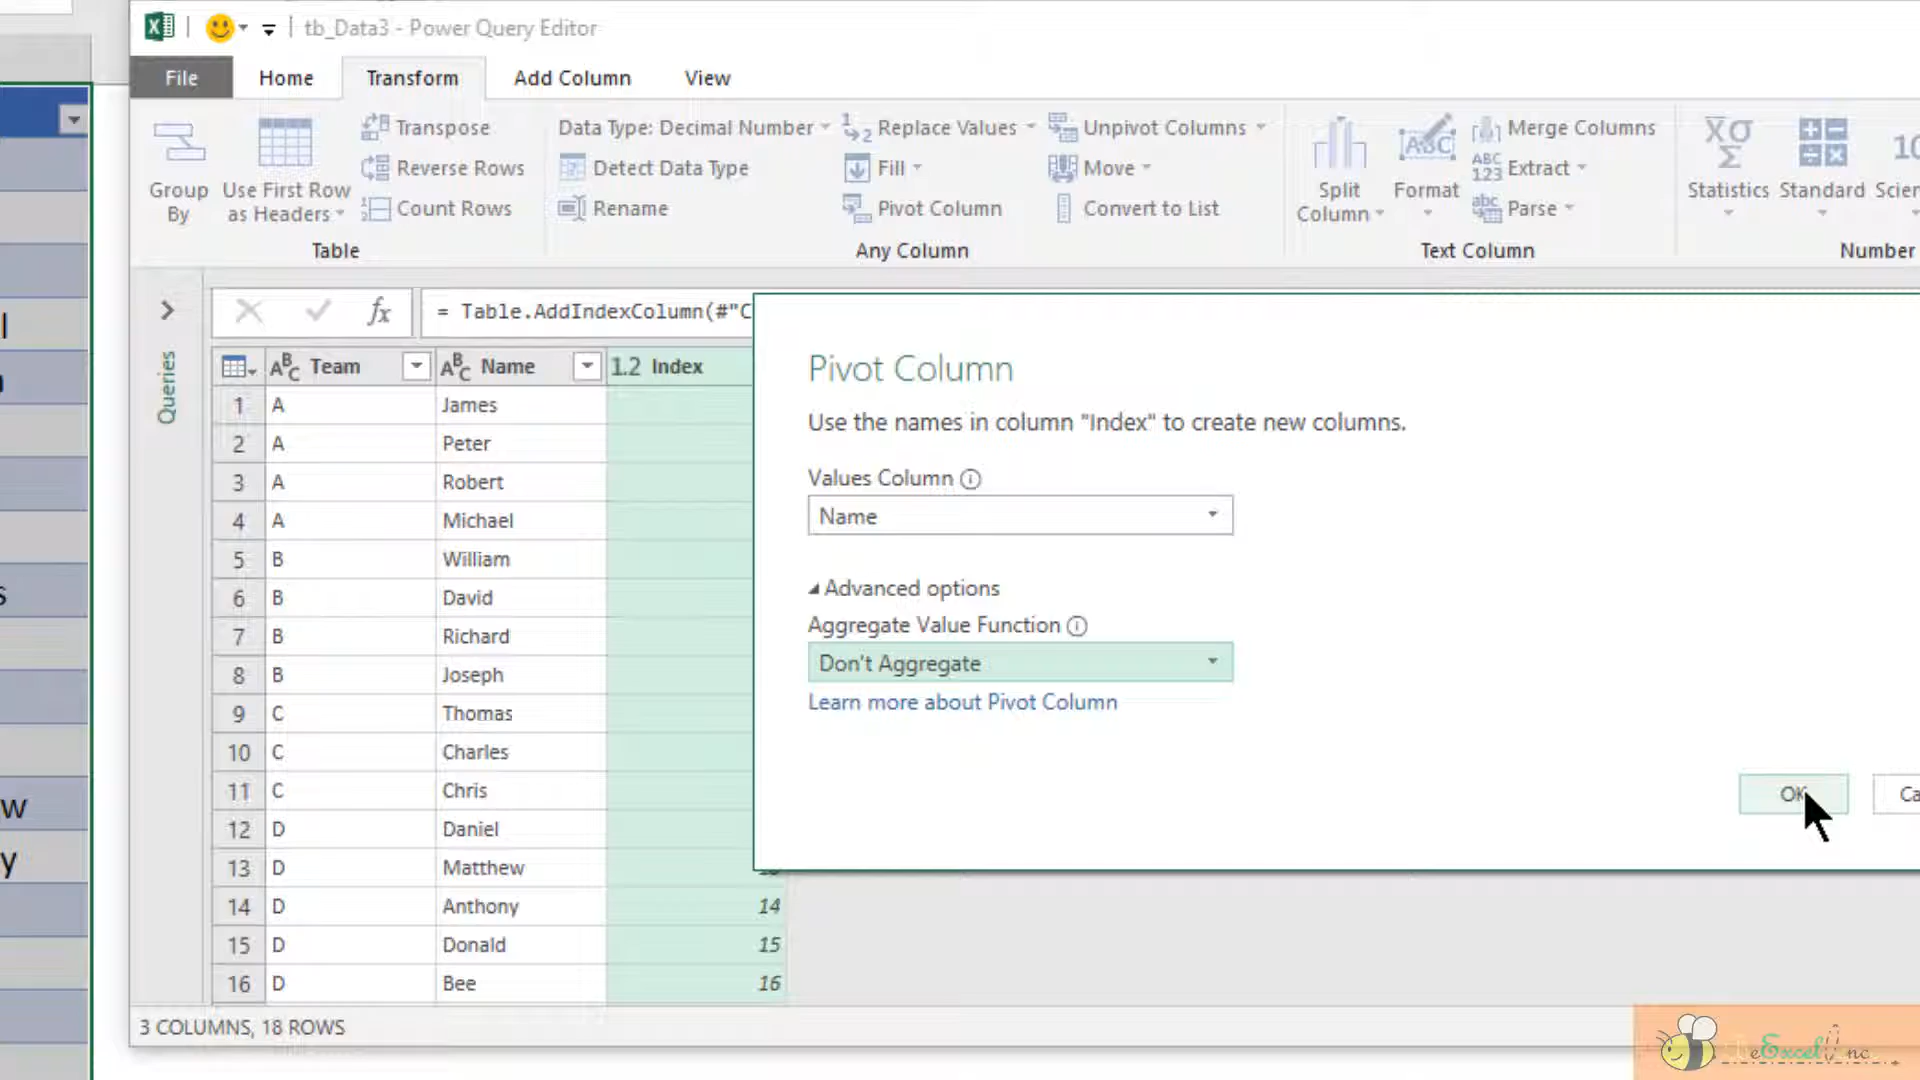 tb_Data3 - Power Query Editor
File Home Transform Add Column View
Group By
Use First Row as Headers
Transpose
Reverse Rows
Count Rows
Table
Data Type: Decimal Number
Detect Data Type
Rename
Replace Values
Fill
Pivot Column
Unpivot Columns
Move
Convert to List
Any Column
Split Column
Format
Merge Columns
Extract
Parse
Text Column
Statistics
Standard
Number
Queries
= Table.AddIndexColumn(#"C
Team Name 1.2 Index
1 A James
2 A Peter
3 A Robert
4 A Michael
5 B William
6 B David
7 B Richard
8 B Joseph
9 C Thomas
10 C Charles
11 C Chris
12 D Daniel
13 D Matthew
14 D Anthony 14
15 D Donald 15
16 D Bee 16
Pivot Column
Use the names in column "Index" to create new columns.
Values Column
Name
Advanced options
Aggregate Value Function
Don't Aggregate
Learn more about Pivot Column
OK
3 COLUMNS, 18 ROWS